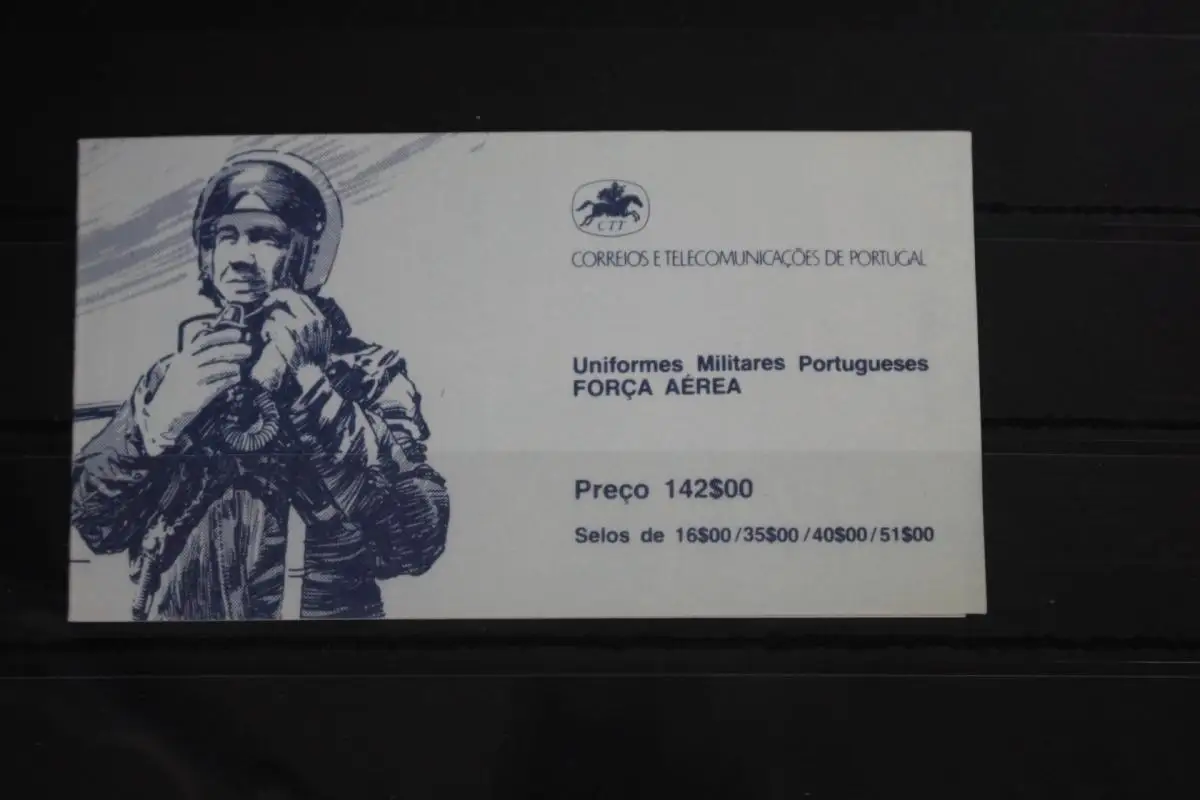 CTT
CORREIOS E TELECOMUNICAÇÕES DE PORTUGAL
Uniformes Militares Portugueses
FORÇA AÉREA
Preço 142$00
Selos de 16$00/35$00/40$00/51$00